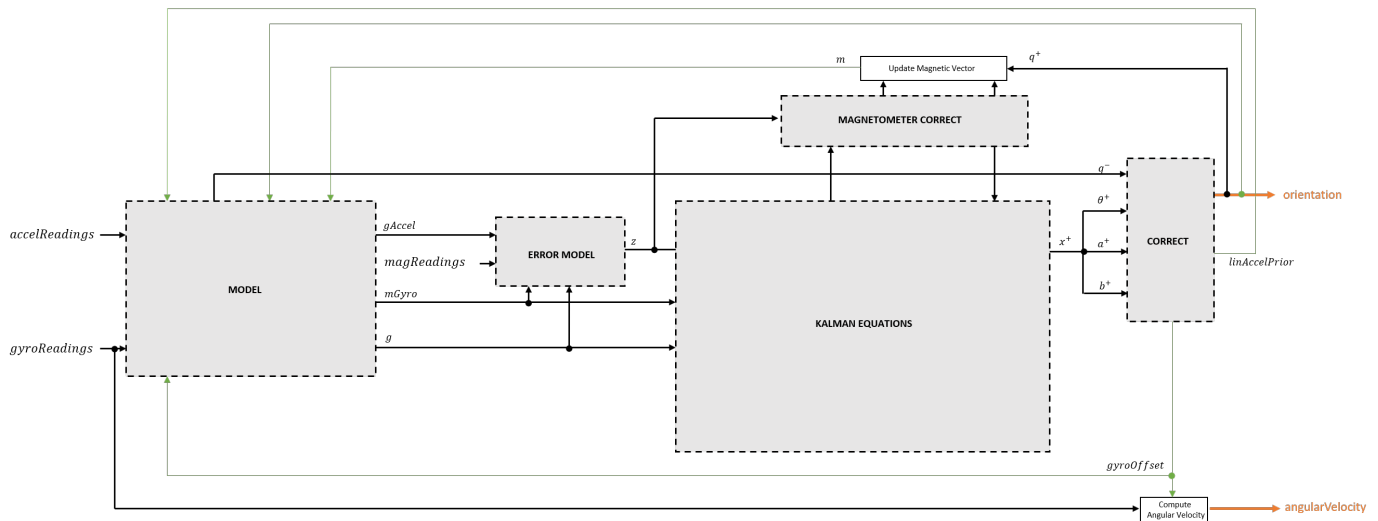 m
Update Magnetic Vector
q⁺
MAGNETOMETER CORRECT
q⁻
orientation
θ⁺
accelReadings
gAccel
z
x⁺
a⁺
CORRECT
ERROR MODEL
magReadings
linAccelPrior
MODEL
mGyro
b⁺
KALMAN EQUATIONS
g
gyroReadings
gyroOffset
Compute
Angular Velocity
angularVelocity